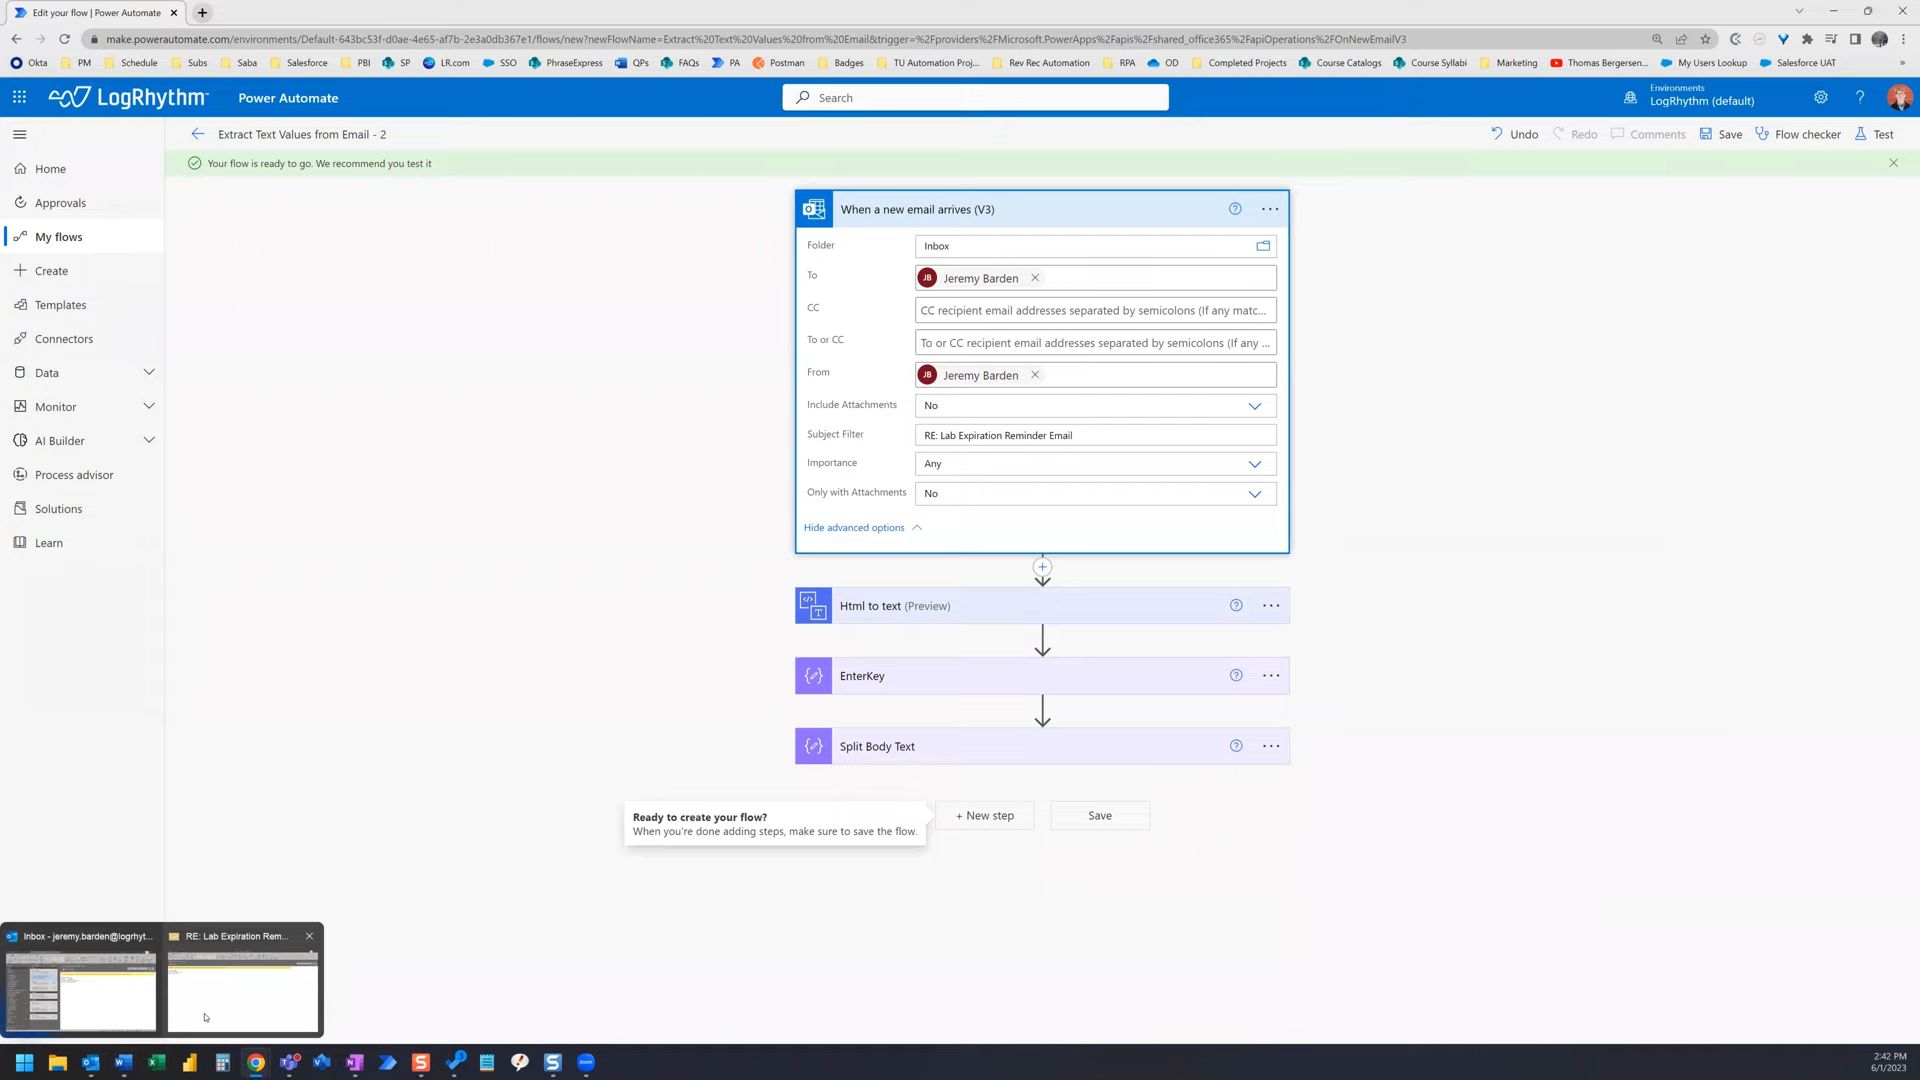 Edit your flow | Power Automate
make.powerautomate.com/environments/Default-643bc53f-d0ae-4e65-af7b-2e3a0db367e1/flows/new?newFlowName=Extract%20Text%20Values%20from%20Email&trigger=%2Fproviders%2FMicrosoft.PowerApps%2Fapis%2Fshared_office365%2FapiOperations%2FOnNewEmailV3
Okta PM Schedule Subs Saba Salesforce PBI SP LR.com SSO PhraseExpress QPs FAQs PA Postman Badges TU Automation Proj... Rev Rec Automation RPA OD Completed Projects Course Catalogs Course Syllabi Marketing Thomas Bergersen... My Users Lookup Salesforce UAT »
LogRhythm Power Automate Search Environments
LogRhythm (default)
Extract Text Values from Email - 2 Undo Redo Comments Save Flow checker Test
Your flow is ready to go. We recommend you test it
Home
Approvals
My flows
Create
Templates
Connectors
Data
Monitor
AI Builder
Process advisor
Solutions
Learn
When a new email arrives (V3)
Folder Inbox
To JB Jeremy Barden
CC CC recipient email addresses separated by semicolons (If any matc...
To or CC To or CC recipient email addresses separated by semicolons (If any ...
From JB Jeremy Barden
Include Attachments No
Subject Filter RE: Lab Expiration Reminder Email
Importance Any
Only with Attachments No
Hide advanced options
Html to text (Preview)
EnterKey
Split Body Text
Ready to create your flow?
When you're done adding steps, make sure to save the flow.
+ New step Save
Inbox - jeremy.barden@logrhyt... RE: Lab Expiration Rem...
2:42 PM
6/1/2023